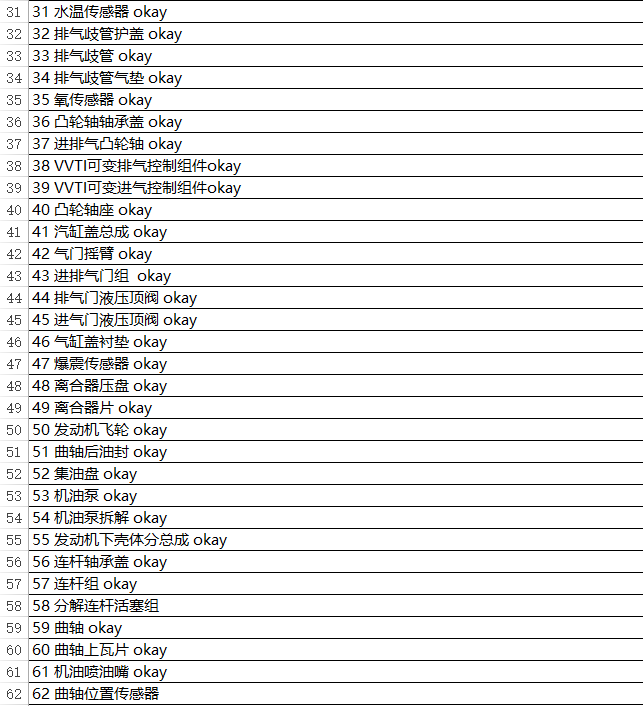 31 31 水温传感器 okay
32 32 排气歧管护盖 okay
33 33 排气歧管 okay
34 34 排气歧管气垫 okay
35 35 氧传感器 okay
36 36 凸轮轴轴承盖 okay
37 37 进排气凸轮轴 okay
38 38 VVTI可变排气控制组件okay
39 39 VVTI可变进气控制组件okay
40 40 凸轮轴座 okay
41 41 汽缸盖总成 okay
42 42 气门摇臂 okay
43 43 进排气门组  okay
44 44 排气门液压顶阀 okay
45 45 进气门液压顶阀 okay
46 46 气缸盖衬垫 okay
47 47 爆震传感器 okay
48 48 离合器压盘 okay
49 49 离合器片 okay
50 50 发动机飞轮 okay
51 51 曲轴后油封 okay
52 52 集油盘 okay
53 53 机油泵 okay
54 54 机油泵拆解 okay
55 55 发动机下壳体分总成 okay
56 56 连杆轴承盖 okay
57 57 连杆组 okay
58 58 分解连杆活塞组
59 59 曲轴 okay
60 60 曲轴上瓦片 okay
61 61 机油喷油嘴 okay
62 62 曲轴位置传感器